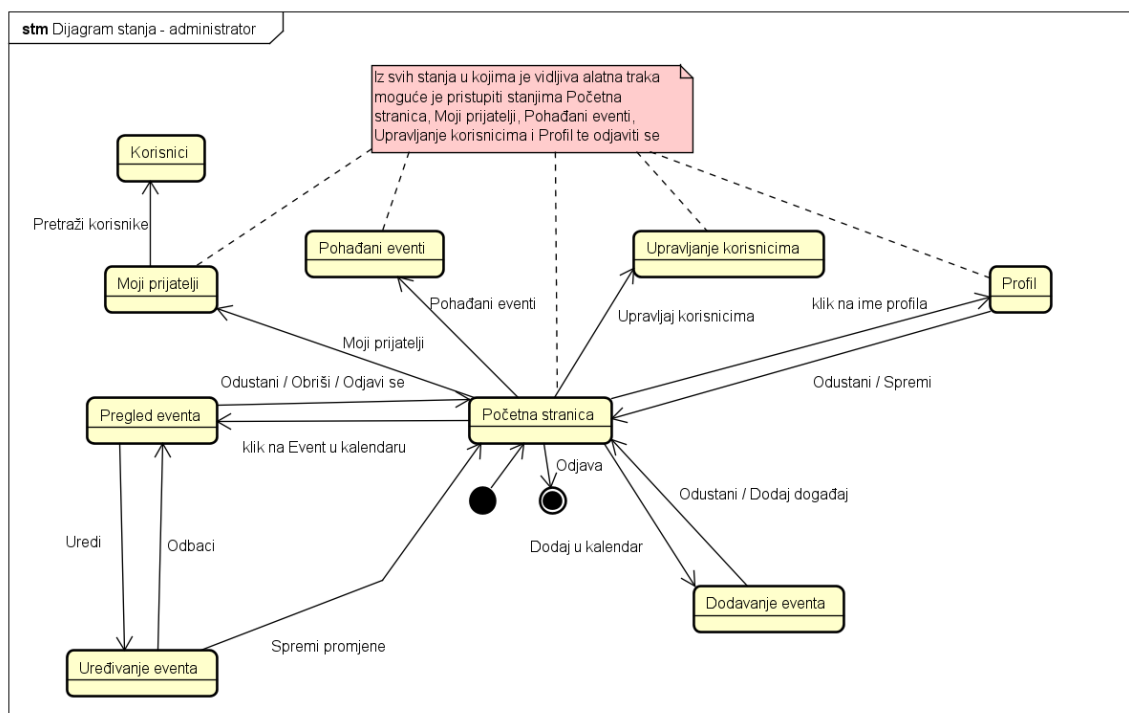 stm Dijagram stanja - administrator
Iz svih stanja u kojima je vidljiva alatna traka
moguće je pristupiti stanjima Početna
stranica, Moji prijatelji, Pohađani eventi,
Upravljanje korisnicima i Profil te odjaviti se
Korisnici
Pretraži korisnike
Pohađani eventi
Upravljanje korisnicima
Moji prijatelji
Profil
Pohađani eventi
klik na ime profila
Upravljaj korisnicima
Moji prijatelji
Odustani / Obriši / Odjavi se
Odustani / Spremi
Pregled eventa
Početna stranica
klik na Event u kalendaru
Odjava
Odustani / Dodaj događaj
Uredi
Odbaci
Dodaj u kalendar
Dodavanje eventa
Spremi promjene
Uređivanje eventa